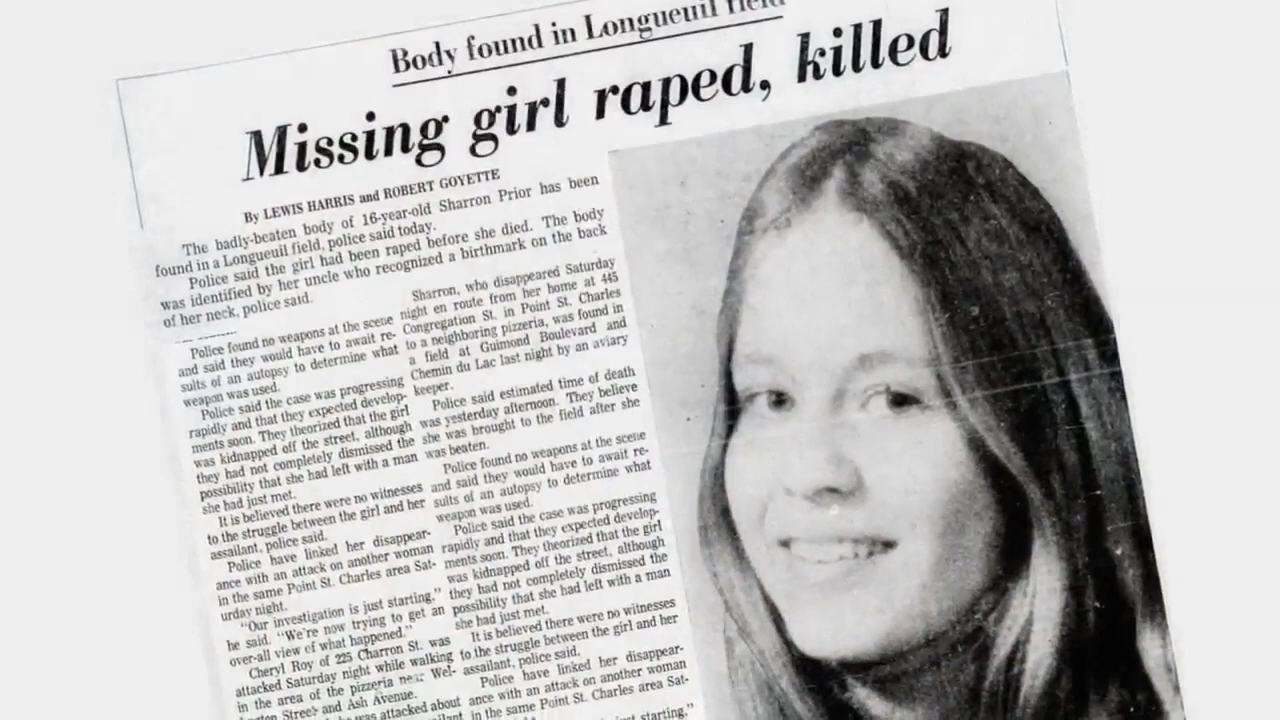 Body found in Longueuil field
Missing girl raped, killed
By LEWIS HARRIS and ROBERT GOYETTE
The badly-beaten body of 16-year-old Sharron Prior has been
found in a Longueuil field, police said today.
Police said the girl had been raped before she died. The body
was identified by her uncle who recognized a birthmark on the back
of her neck, police said.
Police found no weapons at the scene
and said they would have to await re-
sults of an autopsy to determine what
weapon was used.
Police said the case was progressing
rapidly and that they expected develop-
ments soon. They theorized that the girl
was kidnapped off the street, although
they had not completely dismissed the
possibility that she had left with a man
she had just met.
It is believed there were no witnesses
to the struggle between the girl and her
assailant, police said.
Police have linked her disappear-
ance with an attack on another woman
in the same Point St. Charles area Sat-
urday night.
"Our investigation is just starting,"
he said. "We're now trying to get an
over-all view of what happened."
Cheryl Roy of 225 Charron St. was
attacked Saturday night while walking
in the area of the pizzeria near Wel-
Street and Ash Avenue.
was attacked about
Sharron, who disappeared Saturday
night en route from her home at 445
Congregation St. in Point St. Charles
to a neighboring pizzeria, was found in
a field at Guimond Boulevard and
Chemin du Lac last night by an aviary
keeper.
Police said estimated time of death
was yesterday afternoon. They believe
she was brought to the field after she
was beaten.
Police found no weapons at the scene
and said they would have to await re-
sults of an autopsy to determine what
weapon was used.
Police said the case was progressing
rapidly and that they expected develop-
ments soon. They theorized that the girl
was kidnapped off the street, although
they had not completely dismissed the
possibility that she had left with a man
she had just met.
It is believed there were no witnesses
to the struggle between the girl and her
assailant, police said.
Police have linked her disappear-
ance with an attack on another woman
in the same Point St. Charles area Sat-
starting,"